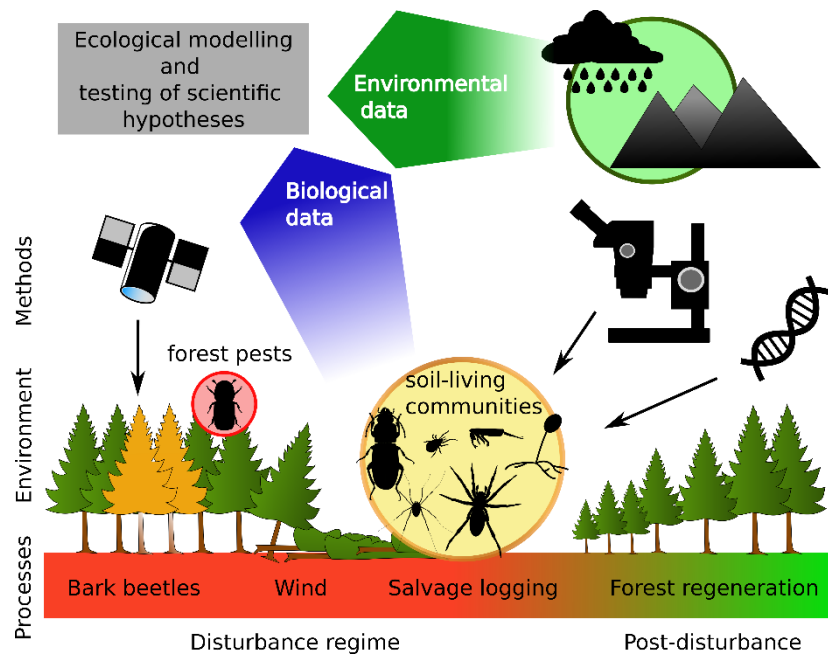 Ecological modelling
and
testing of scientific
hypotheses
Environmental
data
Biological
data
Methods
forest pests
soil-living
communities
Environment
Processes
Bark beetles
Wind
Salvage logging
Forest regeneration
Disturbance regime
Post-disturbance